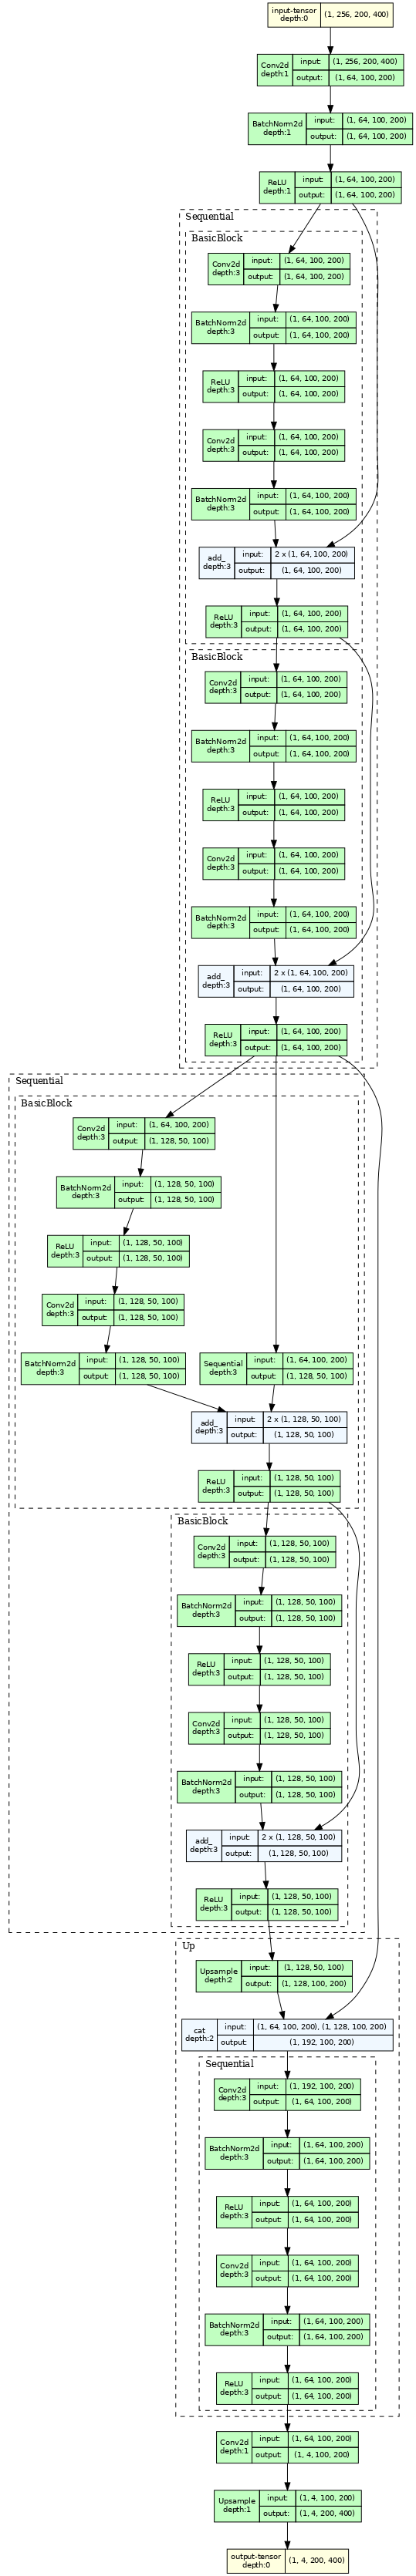 input-tensor
depth:0
(1, 256, 200, 400)
Conv2d
depth:1
input:
(1, 256, 200, 400)
output:
(1, 64, 100, 200)
BatchNorm2d
depth:1
input:
(1, 64, 100, 200)
output:
(1, 64, 100, 200)
ReLU
depth:1
input:
(1, 64, 100, 200)
output:
(1, 64, 100, 200)
Sequential
BasicBlock
Conv2d
depth:3
input:
(1, 64, 100, 200)
output:
(1, 64, 100, 200)
BatchNorm2d
depth:3
input:
(1, 64, 100, 200)
output:
(1, 64, 100, 200)
ReLU
depth:3
input:
(1, 64, 100, 200)
output:
(1, 64, 100, 200)
Conv2d
depth:3
input:
(1, 64, 100, 200)
output:
(1, 64, 100, 200)
BatchNorm2d
depth:3
input:
(1, 64, 100, 200)
output:
(1, 64, 100, 200)
add_
depth:3
input:
2 x (1, 64, 100, 200)
output:
(1, 64, 100, 200)
ReLU
depth:3
input:
(1, 64, 100, 200)
output:
(1, 64, 100, 200)
BasicBlock
Conv2d
depth:3
input:
(1, 64, 100, 200)
output:
(1, 64, 100, 200)
BatchNorm2d
depth:3
input:
(1, 64, 100, 200)
output:
(1, 64, 100, 200)
ReLU
depth:3
input:
(1, 64, 100, 200)
output:
(1, 64, 100, 200)
Conv2d
depth:3
input:
(1, 64, 100, 200)
output:
(1, 64, 100, 200)
BatchNorm2d
depth:3
input:
(1, 64, 100, 200)
output:
(1, 64, 100, 200)
add_
depth:3
input:
2 x (1, 64, 100, 200)
output:
(1, 64, 100, 200)
ReLU
depth:3
input:
(1, 64, 100, 200)
output:
(1, 64, 100, 200)
Sequential
BasicBlock
Conv2d
depth:3
input:
(1, 64, 100, 200)
output:
(1, 128, 50, 100)
BatchNorm2d
depth:3
input:
(1, 128, 50, 100)
output:
(1, 128, 50, 100)
ReLU
depth:3
input:
(1, 128, 50, 100)
output:
(1, 128, 50, 100)
Conv2d
depth:3
input:
(1, 128, 50, 100)
output:
(1, 128, 50, 100)
BatchNorm2d
depth:3
input:
(1, 128, 50, 100)
output:
(1, 128, 50, 100)
Sequential
depth:3
input:
(1, 64, 100, 200)
output:
(1, 128, 50, 100)
add_
depth:3
input:
2 x (1, 128, 50, 100)
output:
(1, 128, 50, 100)
ReLU
depth:3
input:
(1, 128, 50, 100)
output:
(1, 128, 50, 100)
BasicBlock
Conv2d
depth:3
input:
(1, 128, 50, 100)
output:
(1, 128, 50, 100)
BatchNorm2d
depth:3
input:
(1, 128, 50, 100)
output:
(1, 128, 50, 100)
ReLU
depth:3
input:
(1, 128, 50, 100)
output:
(1, 128, 50, 100)
Conv2d
depth:3
input:
(1, 128, 50, 100)
output:
(1, 128, 50, 100)
BatchNorm2d
depth:3
input:
(1, 128, 50, 100)
output:
(1, 128, 50, 100)
add_
depth:3
input:
2 x (1, 128, 50, 100)
output:
(1, 128, 50, 100)
ReLU
depth:3
input:
(1, 128, 50, 100)
output:
(1, 128, 50, 100)
Up
Upsample
depth:2
input:
(1, 128, 50, 100)
output:
(1, 128, 100, 200)
cat
depth:2
input:
(1, 64, 100, 200), (1, 128, 100, 200)
output:
(1, 192, 100, 200)
Sequential
Conv2d
depth:3
input:
(1, 192, 100, 200)
output:
(1, 64, 100, 200)
BatchNorm2d
depth:3
input:
(1, 64, 100, 200)
output:
(1, 64, 100, 200)
ReLU
depth:3
input:
(1, 64, 100, 200)
output:
(1, 64, 100, 200)
Conv2d
depth:3
input:
(1, 64, 100, 200)
output:
(1, 64, 100, 200)
BatchNorm2d
depth:3
input:
(1, 64, 100, 200)
output:
(1, 64, 100, 200)
ReLU
depth:3
input:
(1, 64, 100, 200)
output:
(1, 64, 100, 200)
Conv2d
depth:1
input:
(1, 64, 100, 200)
output:
(1, 4, 100, 200)
Upsample
depth:1
input:
(1, 4, 100, 200)
output:
(1, 4, 200, 400)
output-tensor
depth:0
(1, 4, 200, 400)